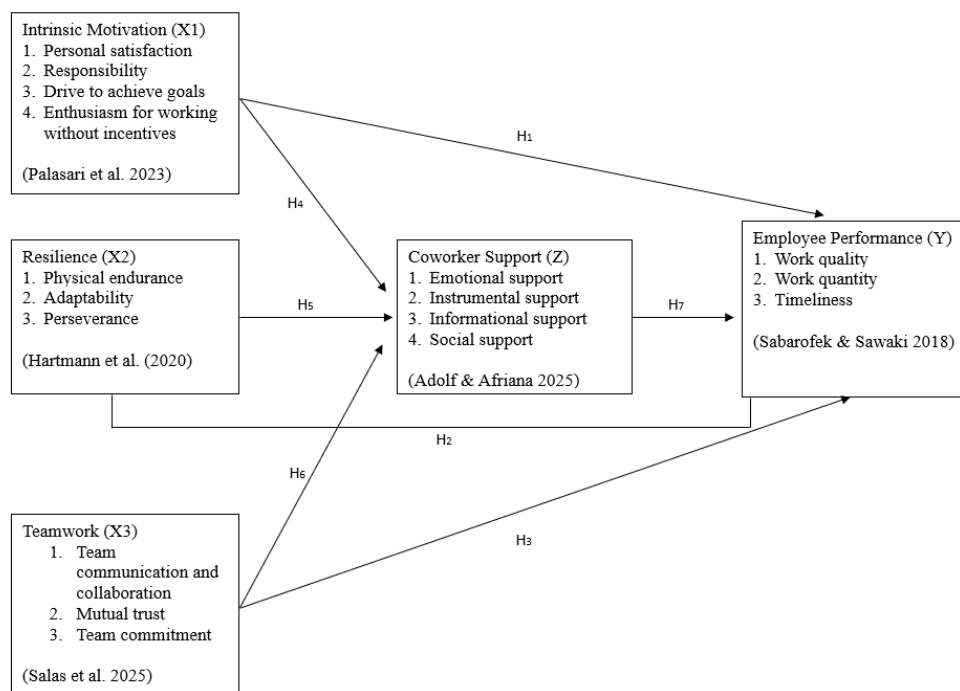 Intrinsic Motivation (X1)
1. Personal satisfaction
2. Responsibility
3. Drive to achieve goals
4. Enthusiasm for working
without incentives
(Palasari et al. 2023)
H₁
H₄
Resilience (X2)
1. Physical endurance
2. Adaptability
3. Perseverance
(Hartmann et al. (2020)
H₅
Coworker Support (Z)
1. Emotional support
2. Instrumental support
3. Informational support
4. Social support
(Adolf & Afriana 2025)
H₇
Employee Performance (Y)
1. Work quality
2. Work quantity
3. Timeliness
(Sabarofek & Sawaki 2018)
H₂
H₆
H₃
Teamwork (X3)
1. Team
communication and
collaboration
2. Mutual trust
3. Team commitment
(Salas et al. 2025)